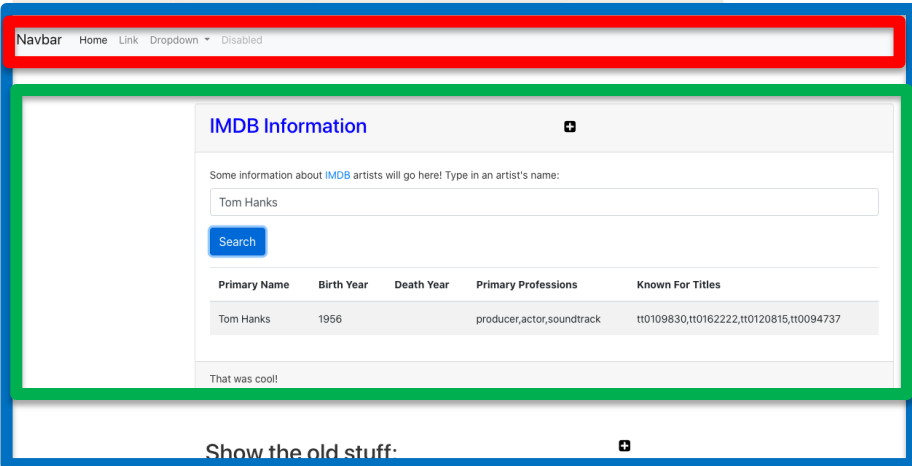 Navbar Home Link Dropdown Disabled
IMDB Information
Some information about IMDB artists will go here! Type in an artist's name:
Tom Hanks
Search
Primary Name Birth Year Death Year Primary Professions Known For Titles
Tom Hanks 1956 producer,actor,soundtrack tt0109830,tt0162222,tt0120815,tt0094737
That was cool!
Show the old stuff: